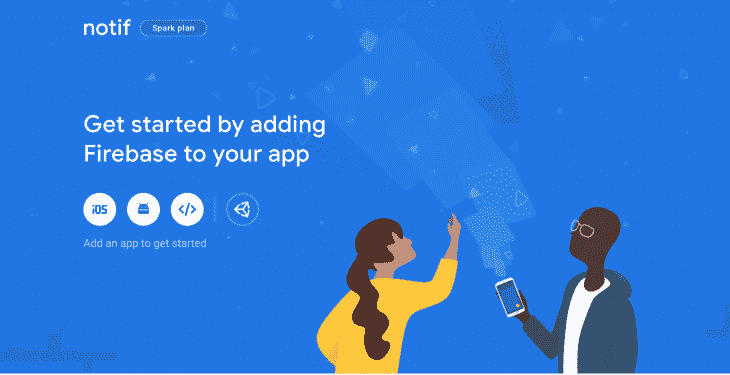 notif
Spark plan
Get started by adding
Firebase to your app
iOS
</>
Add an app to get started